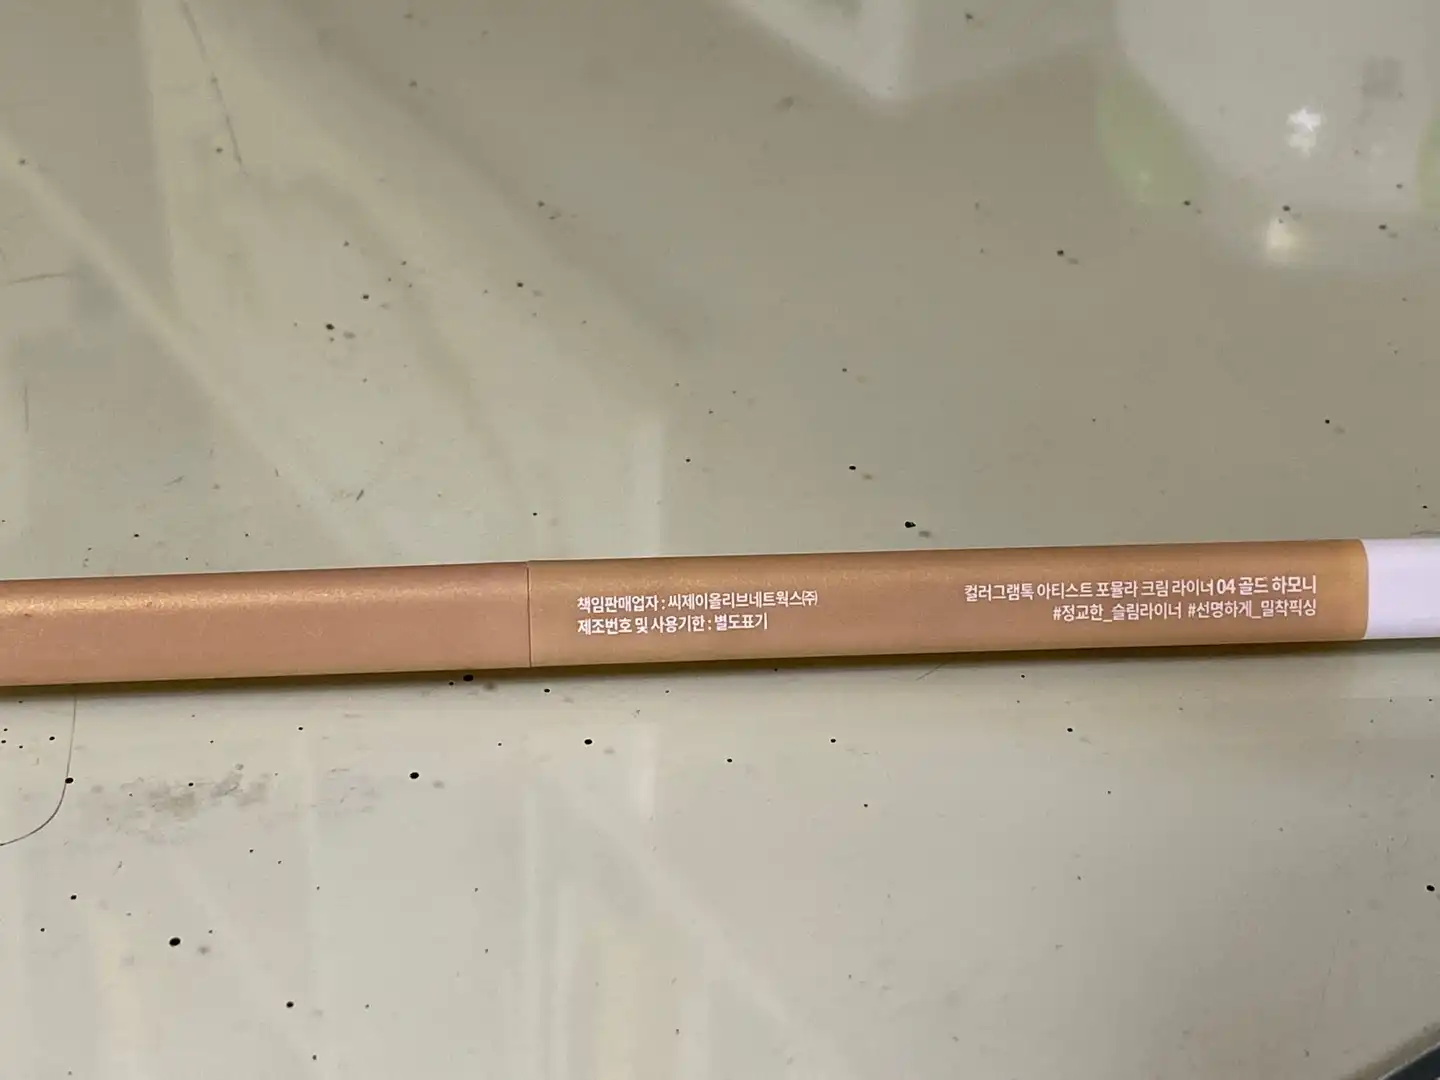 책임판매업자 : 씨제이올리브네트웍스㈜
제조번호 및 사용기한 : 별도표기
컬러그램톡 아티스트 포뮬라 크림 라이너 04 골드 하모니
#정교한_슬림라이너 #선명하게_밀착픽싱